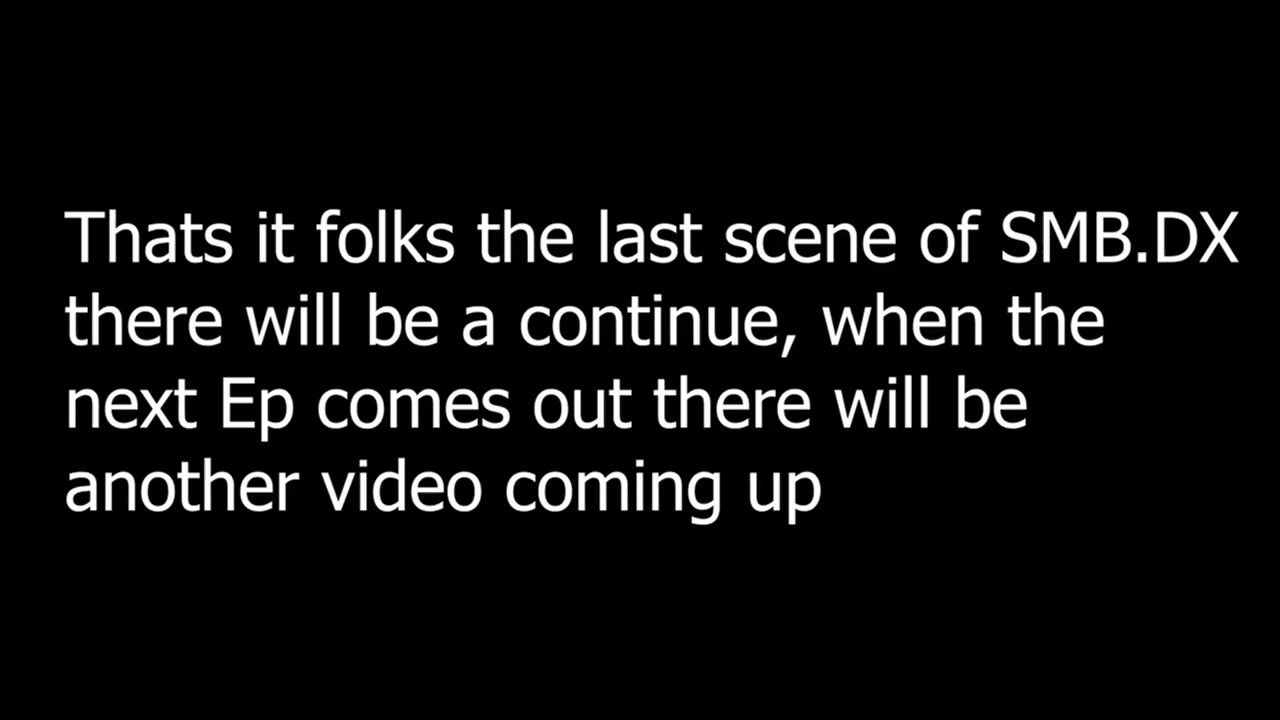 Thats it folks the last scene of SMB.DX
there will be a continue, when the
next Ep comes out there will be
another video coming up